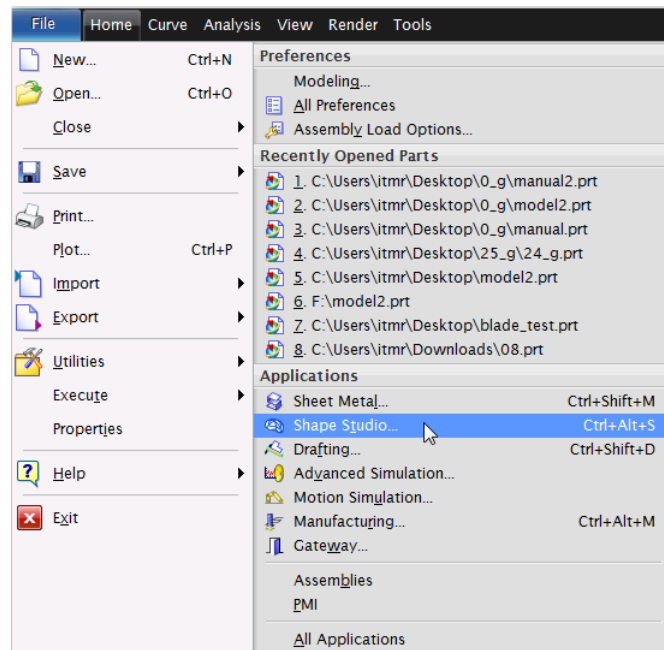 File Home Curve Analysis View Render Tools
New... Ctrl+N
Open... Ctrl+O
Close
Save
Print...
Plot... Ctrl+P
Import
Export
Utilities
Execute
Properties
Help
Exit
Preferences
Modeling...
All Preferences
Assembly Load Options...
Recently Opened Parts
1. C:\Users\itmr\Desktop\0_g\manual2.prt
2. C:\Users\itmr\Desktop\0_g\model2.prt
3. C:\Users\itmr\Desktop\0_g\manual.prt
4. C:\Users\itmr\Desktop\25_g\24_g.prt
5. C:\Users\itmr\Desktop\model2.prt
6. F:\model2.prt
7. C:\Users\itmr\Desktop\blade_test.prt
8. C:\Users\itmr\Downloads\08.prt
Applications
Sheet Metal... Ctrl+Shift+M
Shape Studio... Ctrl+Alt+S
Drafting... Ctrl+Shift+D
Advanced Simulation...
Motion Simulation...
Manufacturing... Ctrl+Alt+M
Gateway...
Assemblies
PMI
All Applications